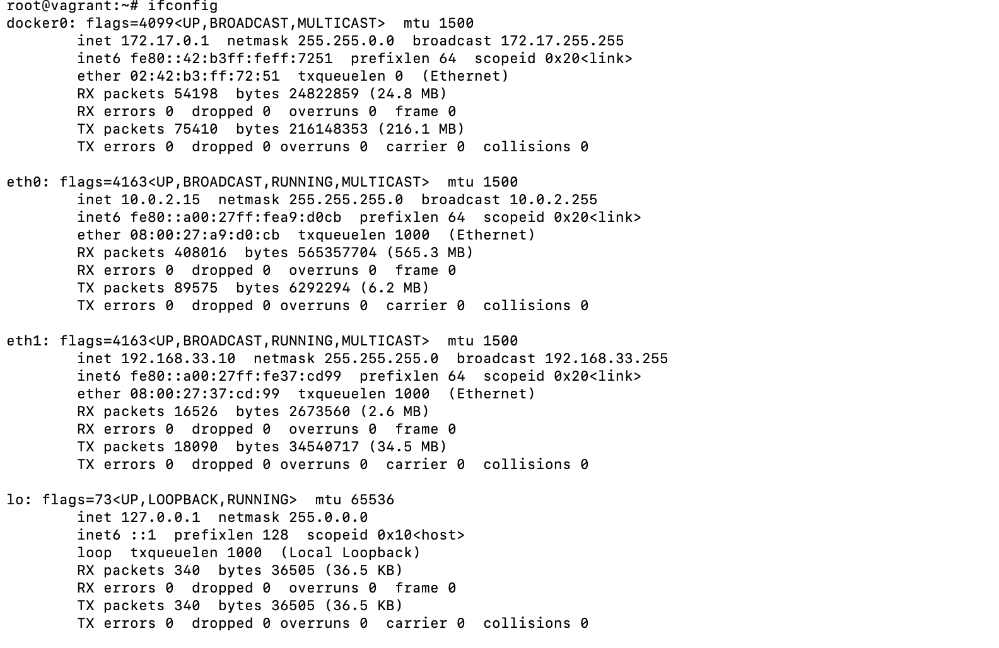 root@vagrant:~# ifconfig
docker0: flags=4099<UP,BROADCAST,MULTICAST>  mtu 1500
        inet 172.17.0.1  netmask 255.255.0.0  broadcast 172.17.255.255
        inet6 fe80::42:b3ff:feff:7251  prefixlen 64  scopeid 0x20<link>
        ether 02:42:b3:ff:72:51  txqueuelen 0  (Ethernet)
        RX packets 54198  bytes 24822859 (24.8 MB)
        RX errors 0  dropped 0  overruns 0  frame 0
        TX packets 75410  bytes 216148353 (216.1 MB)
        TX errors 0  dropped 0 overruns 0  carrier 0  collisions 0

eth0: flags=4163<UP,BROADCAST,RUNNING,MULTICAST>  mtu 1500
        inet 10.0.2.15  netmask 255.255.255.0  broadcast 10.0.2.255
        inet6 fe80::a00:27ff:fea9:d0cb  prefixlen 64  scopeid 0x20<link>
        ether 08:00:27:a9:d0:cb  txqueuelen 1000  (Ethernet)
        RX packets 408016  bytes 565357704 (565.3 MB)
        RX errors 0  dropped 0  overruns 0  frame 0
        TX packets 89575  bytes 6292294 (6.2 MB)
        TX errors 0  dropped 0 overruns 0  carrier 0  collisions 0

eth1: flags=4163<UP,BROADCAST,RUNNING,MULTICAST>  mtu 1500
        inet 192.168.33.10  netmask 255.255.255.0  broadcast 192.168.33.255
        inet6 fe80::a00:27ff:fe37:cd99  prefixlen 64  scopeid 0x20<link>
        ether 08:00:27:37:cd:99  txqueuelen 1000  (Ethernet)
        RX packets 16526  bytes 2673560 (2.6 MB)
        RX errors 0  dropped 0  overruns 0  frame 0
        TX packets 18090  bytes 34540717 (34.5 MB)
        TX errors 0  dropped 0 overruns 0  carrier 0  collisions 0

lo: flags=73<UP,LOOPBACK,RUNNING>  mtu 65536
        inet 127.0.0.1  netmask 255.0.0.0
        inet6 ::1  prefixlen 128  scopeid 0x10<host>
        loop  txqueuelen 1000  (Local Loopback)
        RX packets 340  bytes 36505 (36.5 KB)
        RX errors 0  dropped 0  overruns 0  frame 0
        TX packets 340  bytes 36505 (36.5 KB)
        TX errors 0  dropped 0 overruns 0  carrier 0  collisions 0